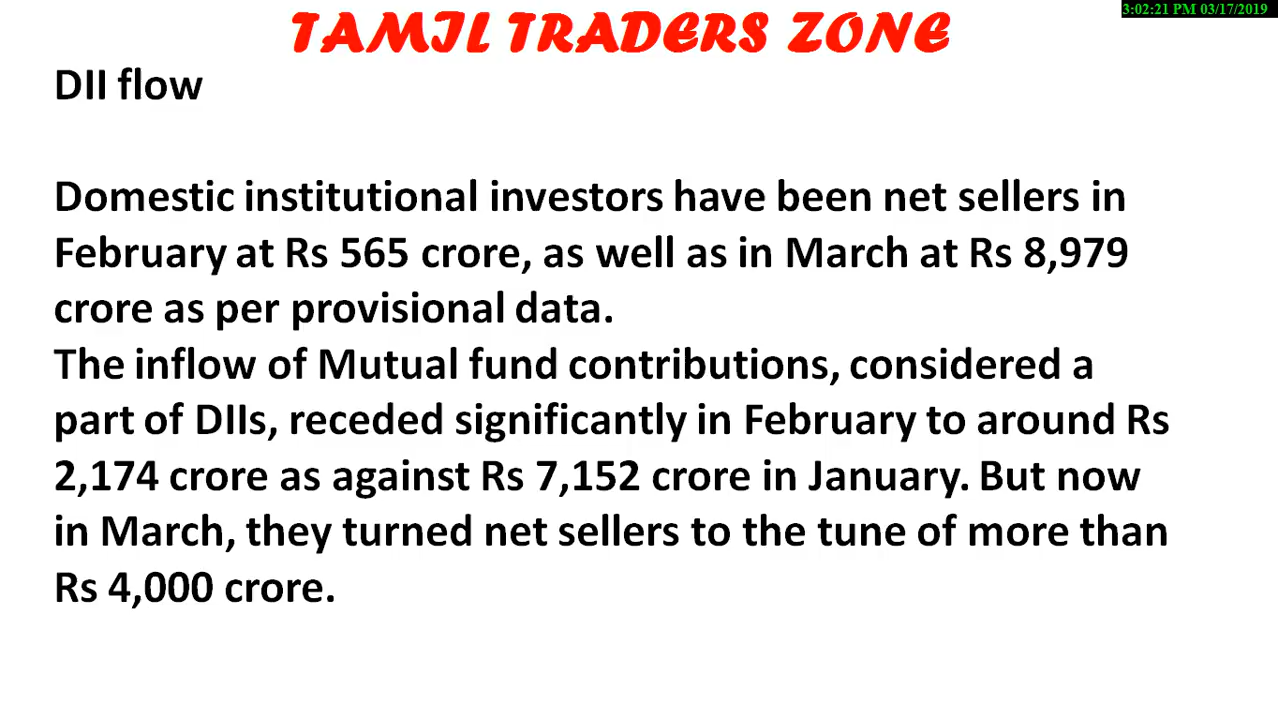 3:02:21 PM 03/17/2019
TAMIL TRADERS ZONE
DII flow
Domestic institutional investors have been net sellers in
February at Rs 565 crore, as well as in March at Rs 8,979
crore as per provisional data.
The inflow of Mutual fund contributions, considered a
part of DIIs, receded significantly in February to around Rs
2,174 crore as against Rs 7,152 crore in January. But now
in March, they turned net sellers to the tune of more than
Rs 4,000 crore.